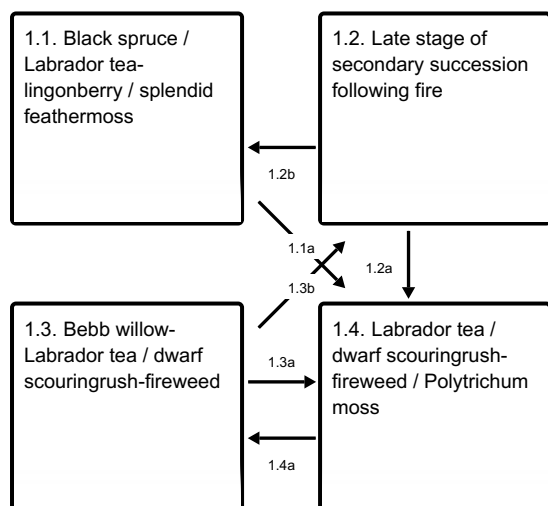 1.1. Black spruce /
Labrador tea-
lingonberry / splendid
feathermoss
1.2. Late stage of
secondary succession
following fire
1.2b
1.1a
1.2a
1.3b
1.3. Bebb willow-
Labrador tea / dwarf
scouringrush-fireweed
1.4. Labrador tea /
dwarf scouringrush-
fireweed / Polytrichum
moss
1.3a
1.4a